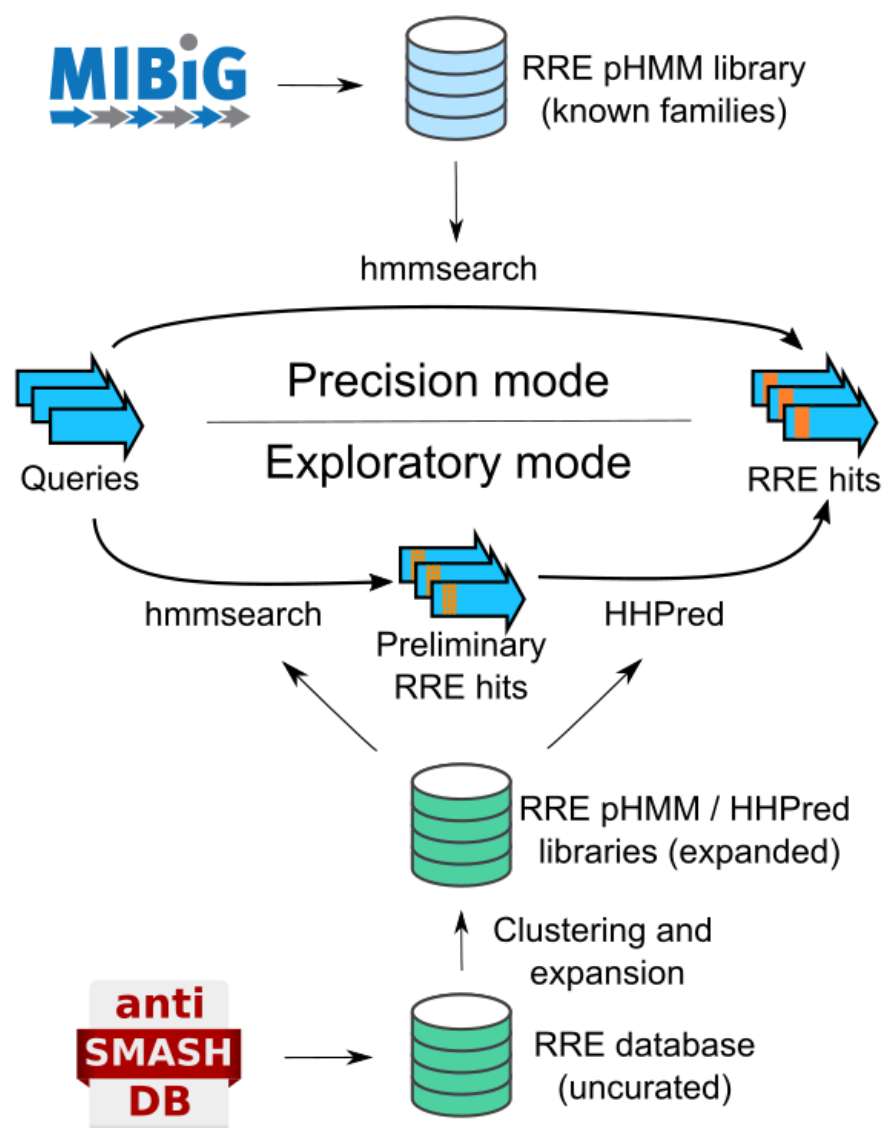 MIBiG
RRE pHMM library
(known families)
hmmsearch
Precision mode
Exploratory mode
Queries
RRE hits
hmmsearch
Preliminary
RRE hits
HHPred
RRE pHMM / HHPred
libraries (expanded)
Clustering and
expansion
anti
SMASH
DB
RRE database
(uncurated)